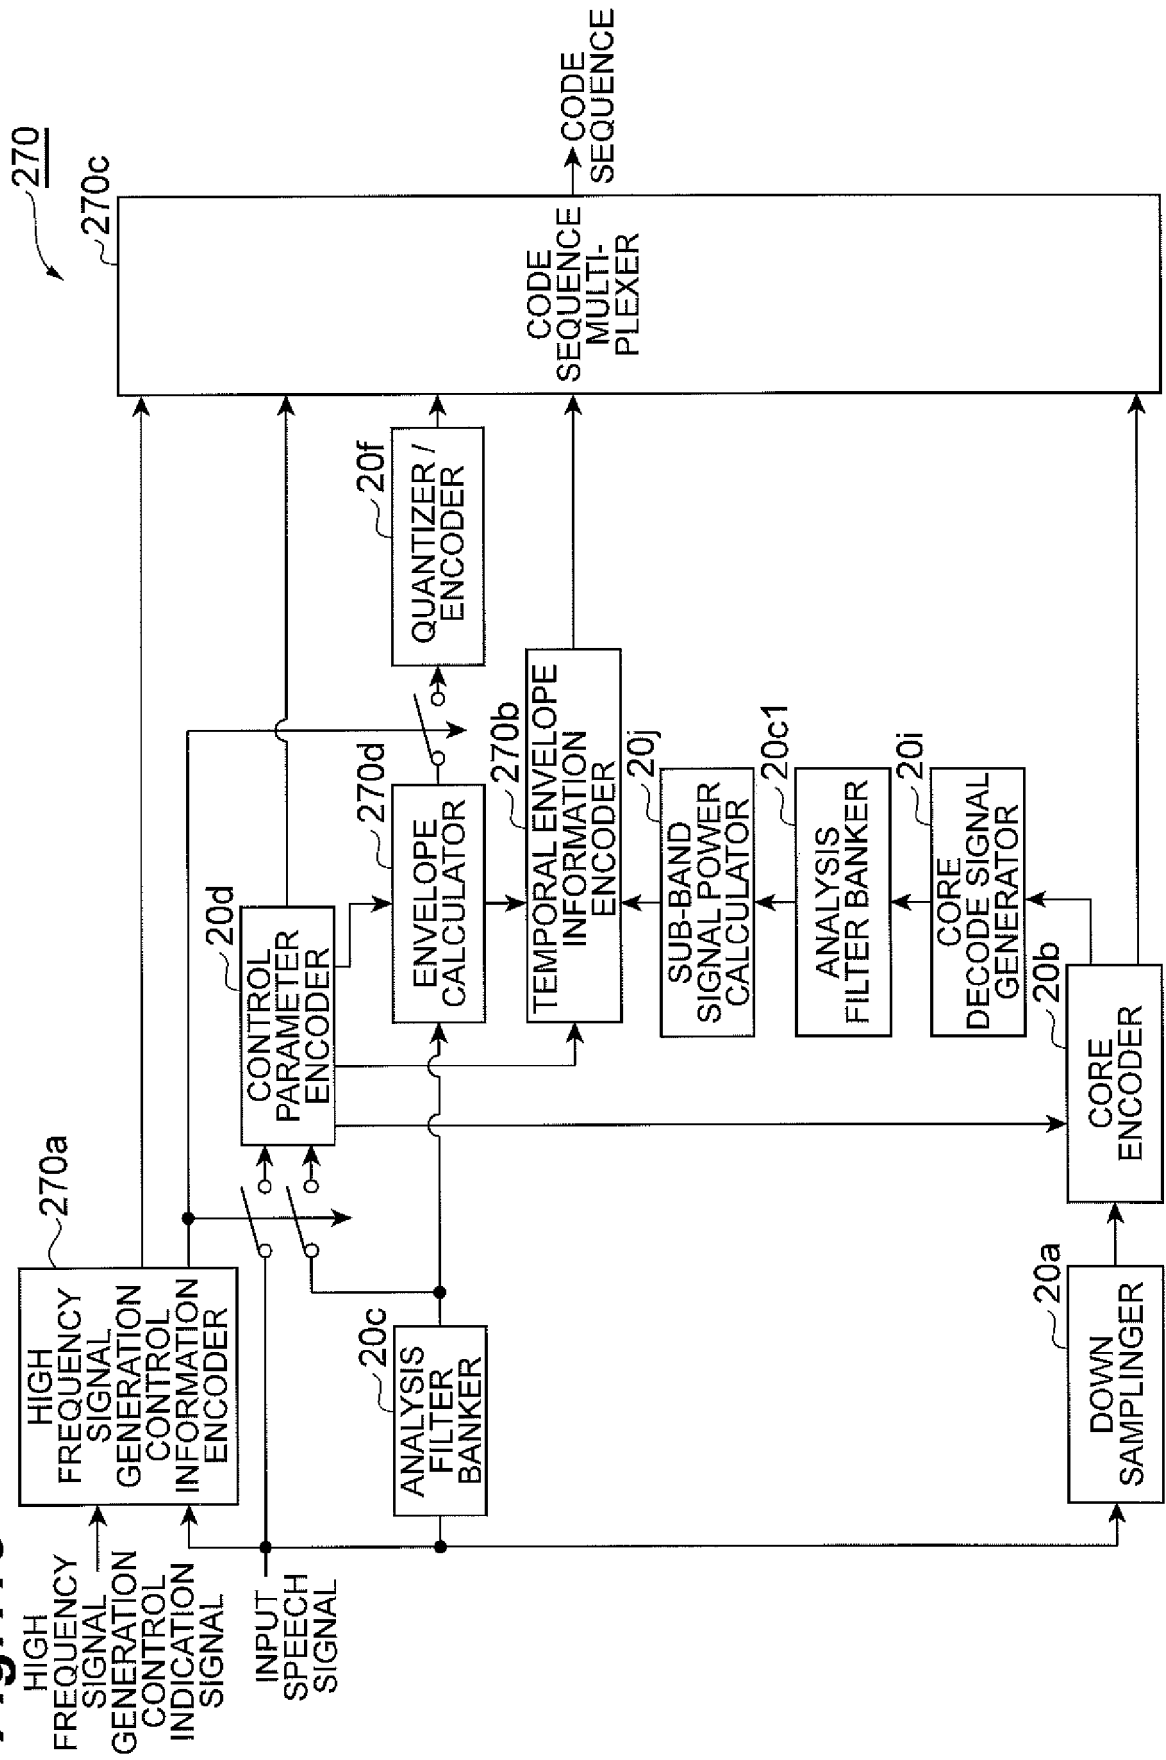 270
HIGH
FREQUENCY
SIGNAL
GENERATION
CONTROL
INDICATION
SIGNAL
INPUT
SPEECH
SIGNAL
270a
HIGH
FREQUENCY
SIGNAL
GENERATION
CONTROL
INFORMATION
ENCODER
20c
ANALYSIS
FILTER
BANKER
20a
DOWN
SAMPLINGER
20d
CONTROL
PARAMETER
ENCODER
270d
ENVELOPE
CALCULATOR
20f
QUANTIZER /
ENCODER
270b
TEMPORAL ENVELOPE
INFORMATION
ENCODER
20j
SUB-BAND
SIGNAL POWER
CALCULATOR
20c1
ANALYSIS
FILTER BANKER
20i
CORE
DECODE SIGNAL
GENERATOR
20b
CORE
ENCODER
270c
CODE
SEQUENCE
MULTI-
PLEXER
CODE
SEQUENCE